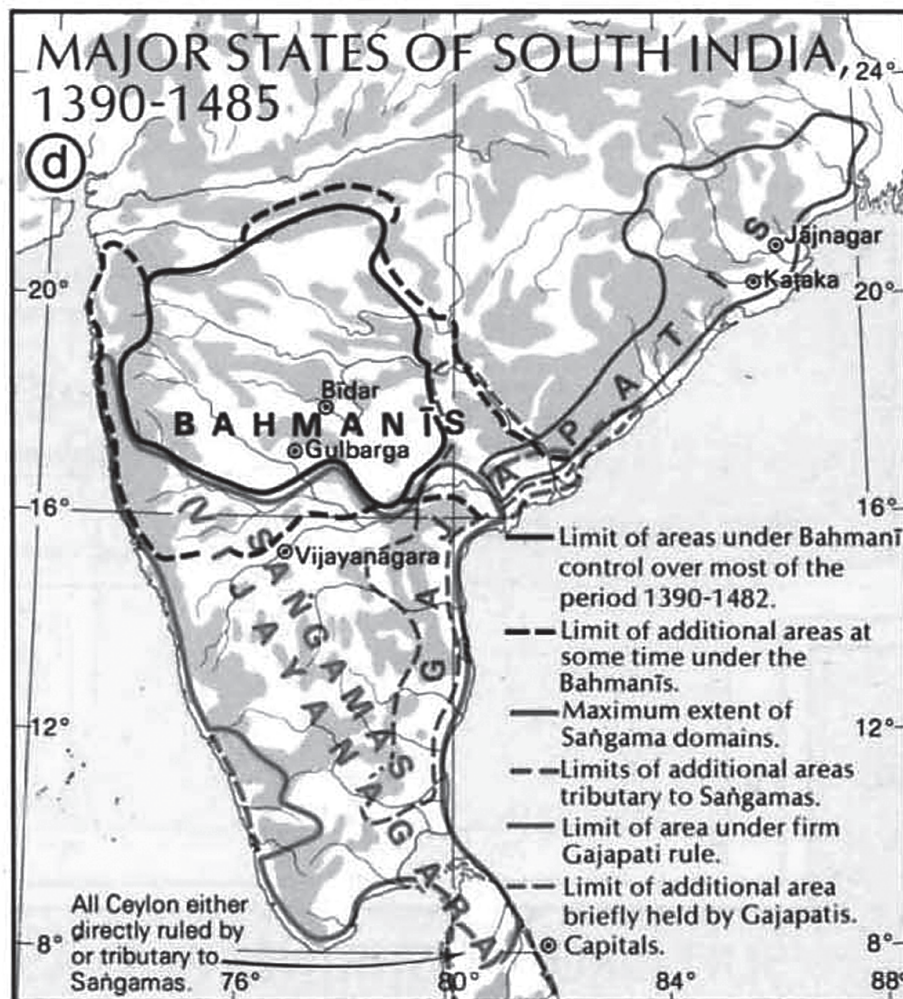 MAJOR STATES OF SOUTH INDIA,
1390-1485
d
24°
Jājnagar
Kaṭaka
20°
20°
Bīdar
BAHMANĪS
Gulbarga
GAJAPATIS
16°
16°
Vijayanāgara
VIJAYANAGARA
SANGAMAS
Limit of areas under Bahmanī
control over most of the
period 1390-1482.
Limit of additional areas at
some time under the
Bahmanīs.
Maximum extent of
Saṅgama domains.
Limits of additional areas
tributary to Saṅgamas.
Limit of area under firm
Gajapati rule.
Limit of additional area
briefly held by Gajapatis.
Capitals.
12°
12°
All Ceylon either
directly ruled by
or tributary to
Saṅgamas.
8°
8°
76°
80°
84°
88°